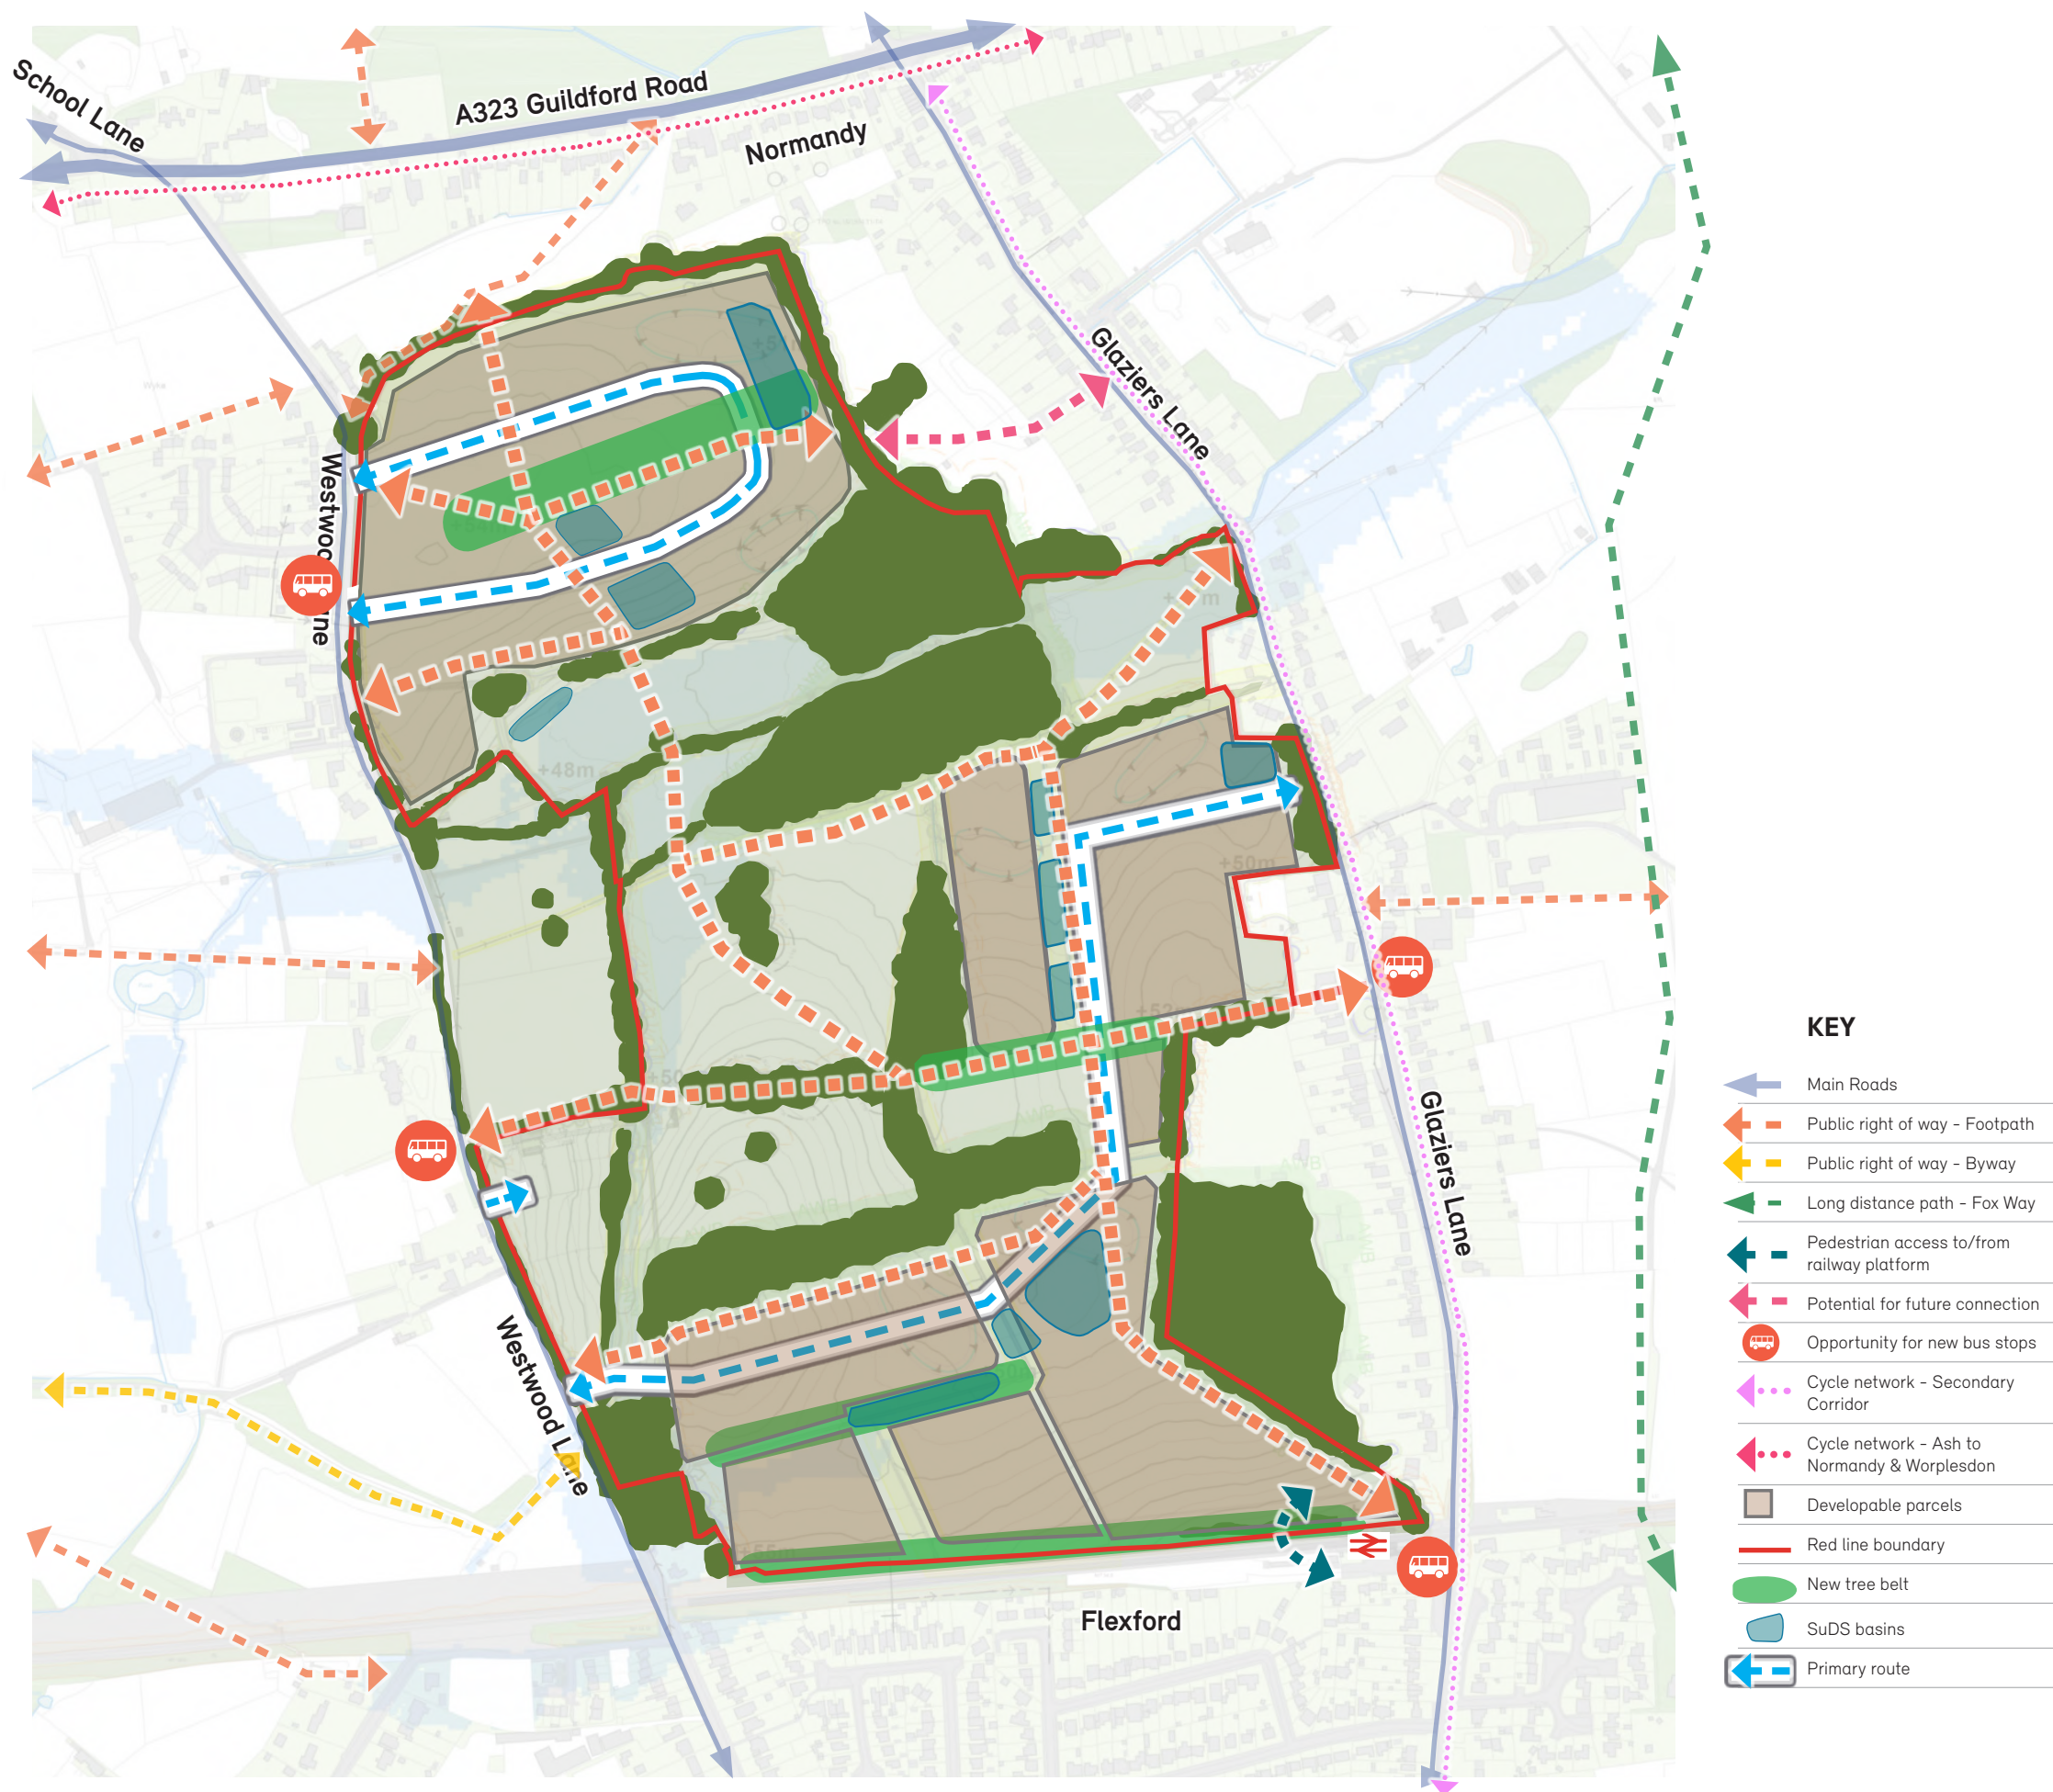 School Lane
A323 Guildford Road
Normandy
Glaziers Lane
Westwood Lane
+48m
+50m
Glaziers Lane
Westwood Lane
Flexford
KEY
Main Roads
Public right of way - Footpath
Public right of way - Byway
Long distance path - Fox Way
Pedestrian access to/from
railway platform
Potential for future connection
Opportunity for new bus stops
Cycle network - Secondary
Corridor
Cycle network - Ash to
Normandy & Worplesdon
Developable parcels
Red line boundary
New tree belt
SuDS basins
Primary route